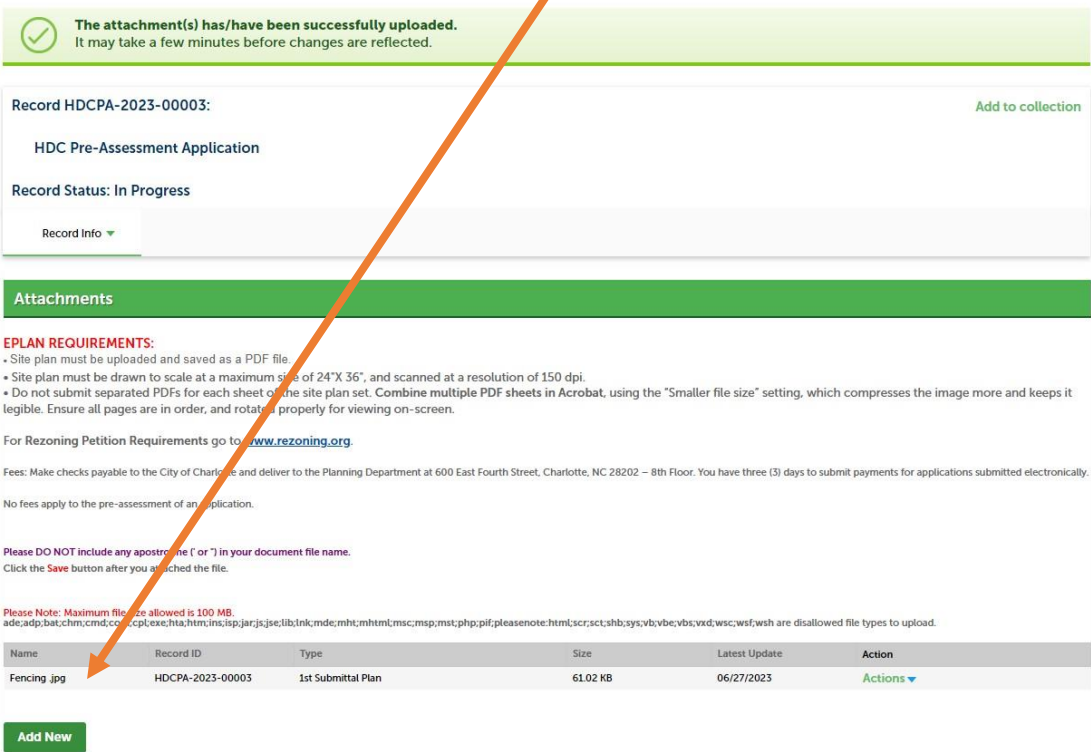 The attachment(s) has/have been successfully uploaded.
It may take a few minutes before changes are reflected.
Record HDCPA-2023-00003:
Add to collection
HDC Pre-Assessment Application
Record Status: In Progress
Record Info
Attachments
EPLAN REQUIREMENTS:
• Site plan must be uploaded and saved as a PDF file.
• Site plan must be drawn to scale at a maximum size of 24"X 36", and scanned at a resolution of 150 dpi.
• Do not submit separated PDFs for each sheet of the site plan set. Combine multiple PDF sheets in Acrobat, using the "Smaller file size" setting, which compresses the image more and keeps it
legible. Ensure all pages are in order, and rotated properly for viewing on-screen.
For Rezoning Petition Requirements go to www.rezoning.org.
Fees: Make checks payable to the City of Charlotte and deliver to the Planning Department at 600 East Fourth Street, Charlotte, NC 28202 – 8th Floor. You have three (3) days to submit payments for applications submitted electronically.
No fees apply to the pre-assessment of an application.
Please DO NOT include any apostrophe (' or ") in your document file name.
Click the Save button after you attached the file.
Please Note: Maximum file size allowed is 100 MB.
ade;adp;bat;chm;cmd;com;cpl;exe;hta;htm;ins;isp;jar;js;jse;lib;lnk;mde;mht;mhtml;msc;msp;mst;php;pif;pleasenote:html;scr;sct;shb;sys;vb;vbe;vbs;vxd;wsc;wsf;wsh are disallowed file types to upload.
Name Record ID Type Size Latest Update Action
Fencing .jpg HDCPA-2023-00003 1st Submittal Plan 61.02 KB 06/27/2023 Actions
Add New